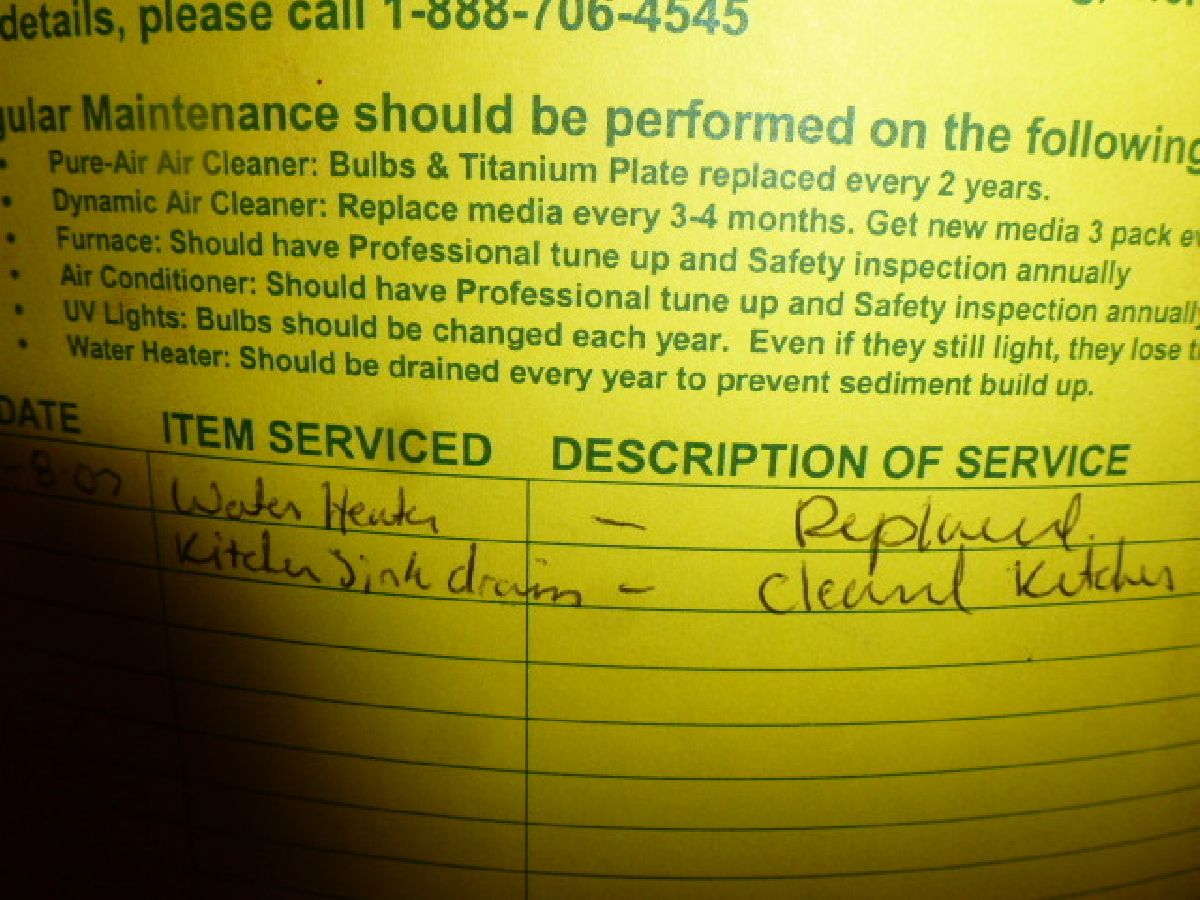 details, please call 1-888-706-4545
gular Maintenance should be performed on the following
• Pure-Air Air Cleaner: Bulbs & Titanium Plate replaced every 2 years.
• Dynamic Air Cleaner: Replace media every 3-4 months. Get new media 3 pack ev
• Furnace: Should have Professional tune up and Safety inspection annually
• Air Conditioner: Should have Professional tune up and Safety inspection annually
• UV Lights: Bulbs should be changed each year. Even if they still light, they lose t
• Water Heater: Should be drained every year to prevent sediment build up.
DATE ITEM SERVICED DESCRIPTION OF SERVICE
-8-07 Water Heater - Replaced.
Kitchen Sink drain - Cleaned Kitchen